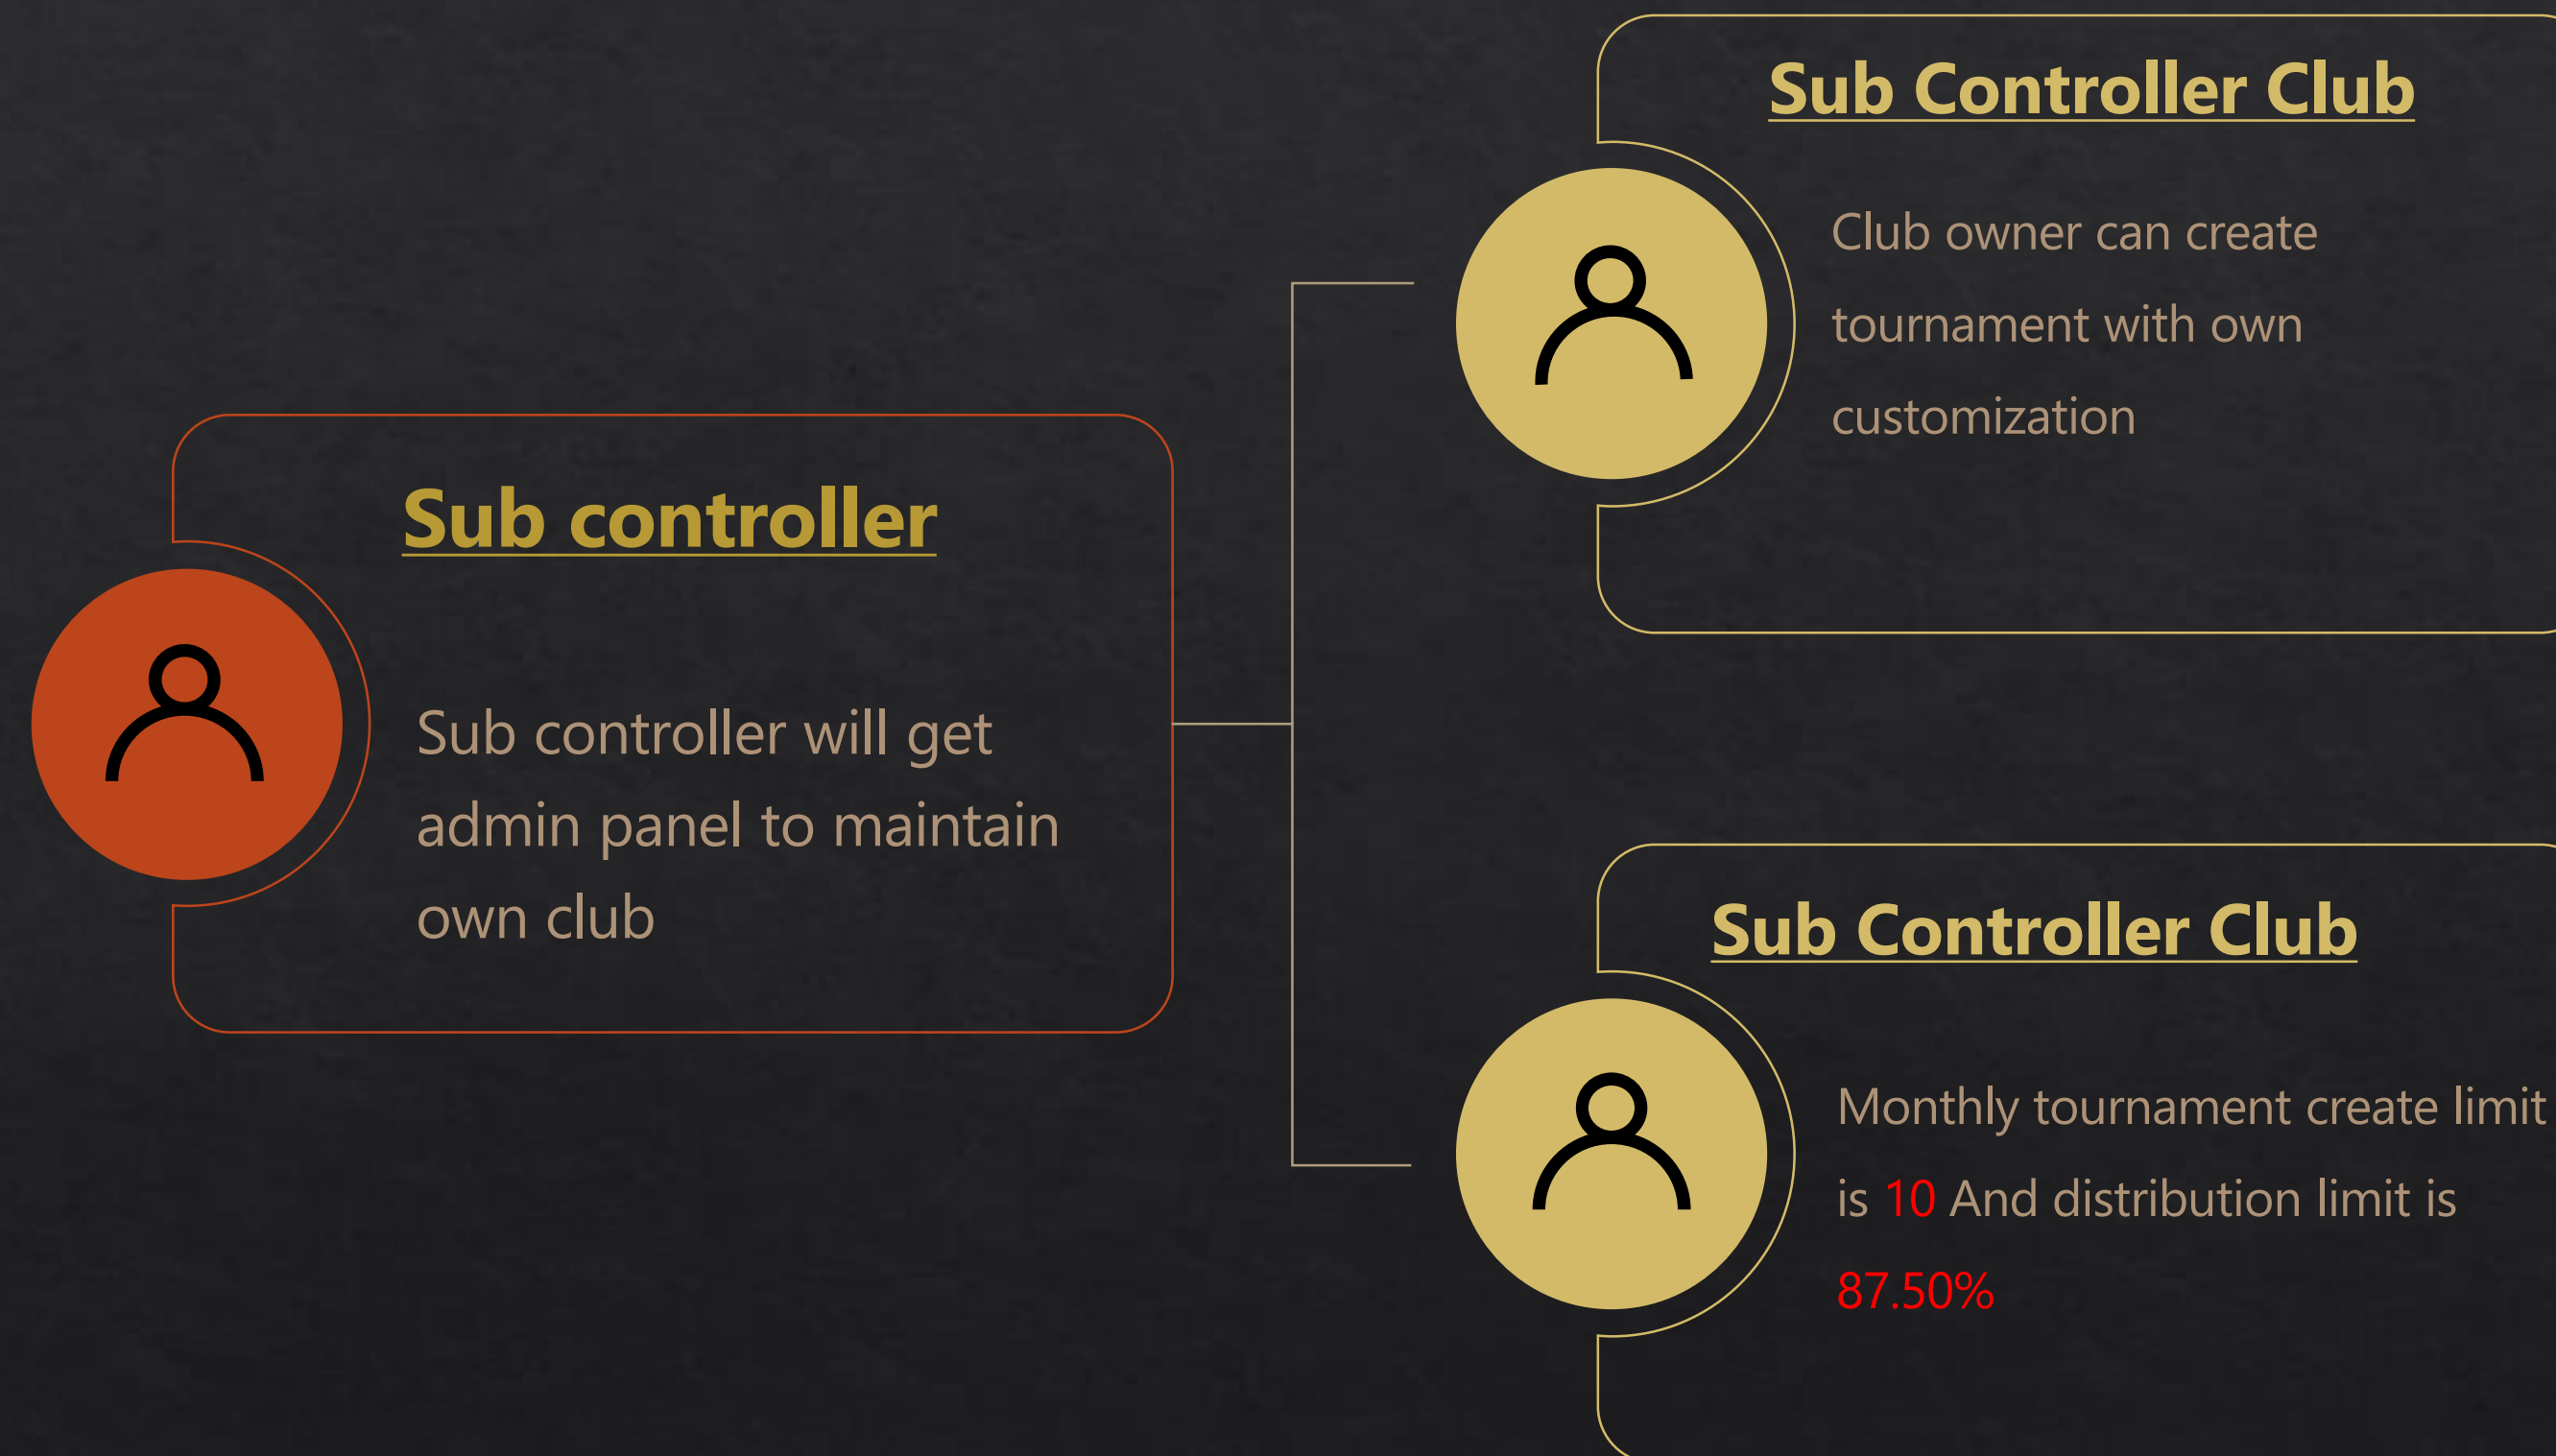 Sub controller
Sub controller will get
admin panel to maintain
own club
Sub Controller Club
Club owner can create
tournament with own
customization
Sub Controller Club
Monthly tournament create limit
is 10 And distribution limit is
87.50%